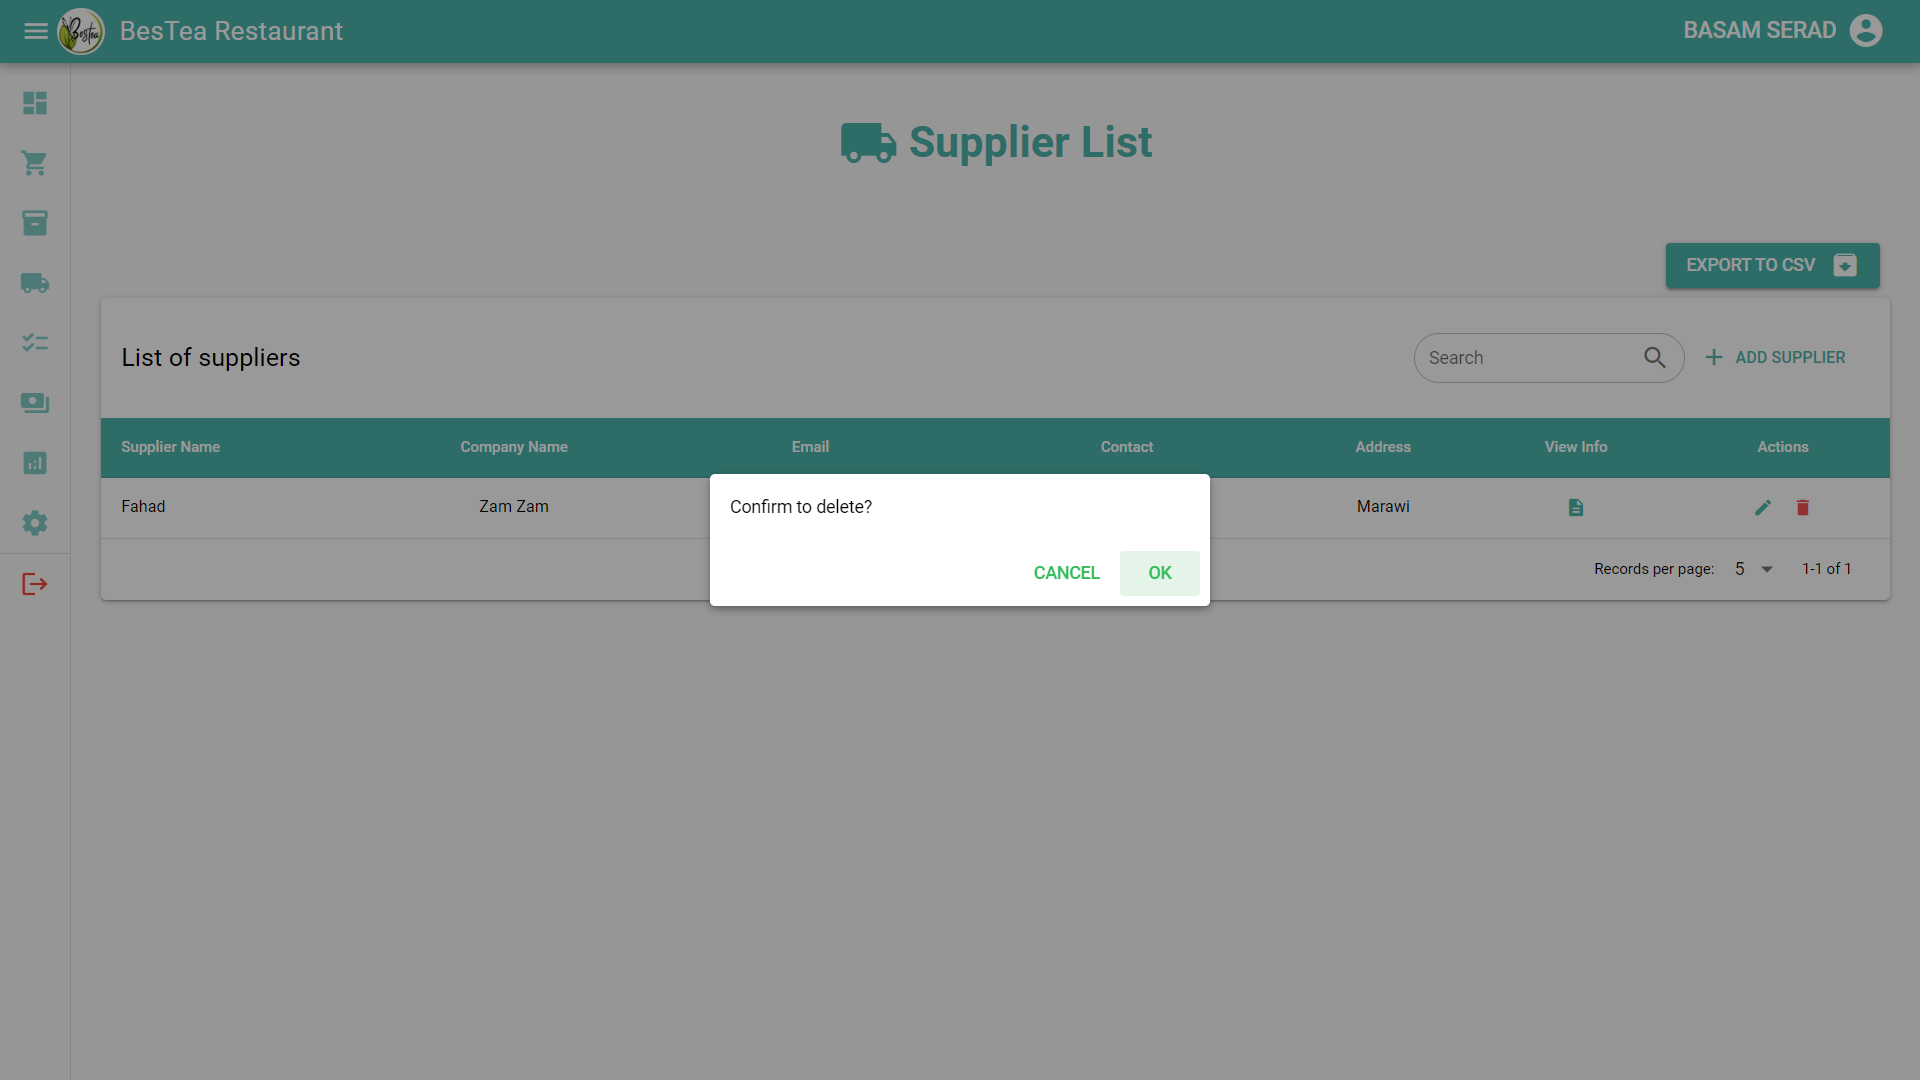 BesTea
BesTea Restaurant
BASAM SERAD
Supplier List
EXPORT TO CSV
List of suppliers
Search
ADD SUPPLIER
Supplier Name Company Name Email Contact Address View Info Actions
Fahad Zam Zam Marawi
Confirm to delete?
CANCEL OK
Records per page: 5 1-1 of 1